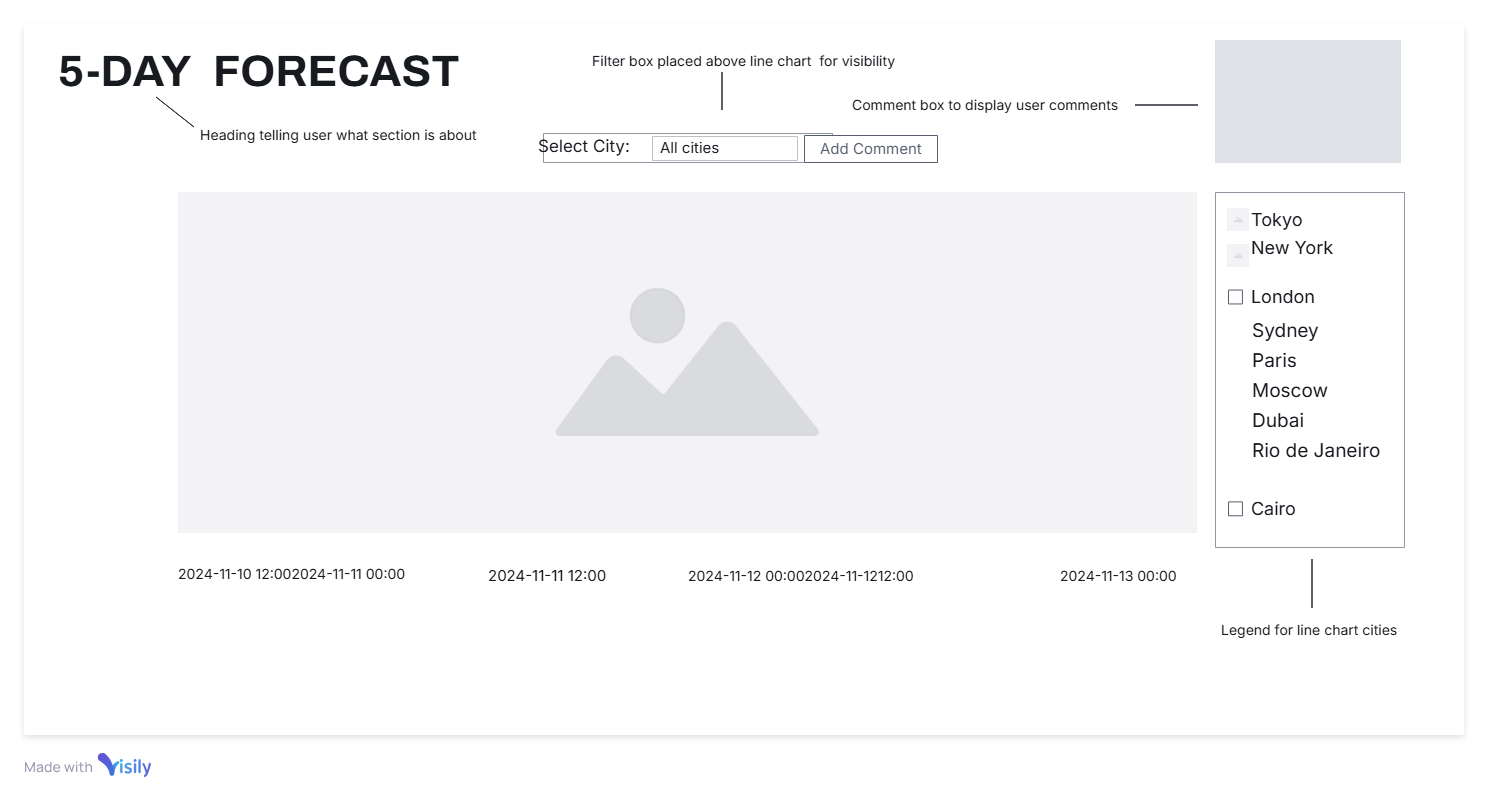 5-DAY FORECAST
Filter box placed above line chart for visibility
Comment box to display user comments
Heading telling user what section is about
Select City: All cities Add Comment
Tokyo
New York
London
Sydney
Paris
Moscow
Dubai
Rio de Janeiro
Cairo
2024-11-10 12:002024-11-11 00:00 2024-11-11 12:00 2024-11-12 00:002024-11-1212:00 2024-11-13 00:00
Legend for line chart cities
Made with Visily